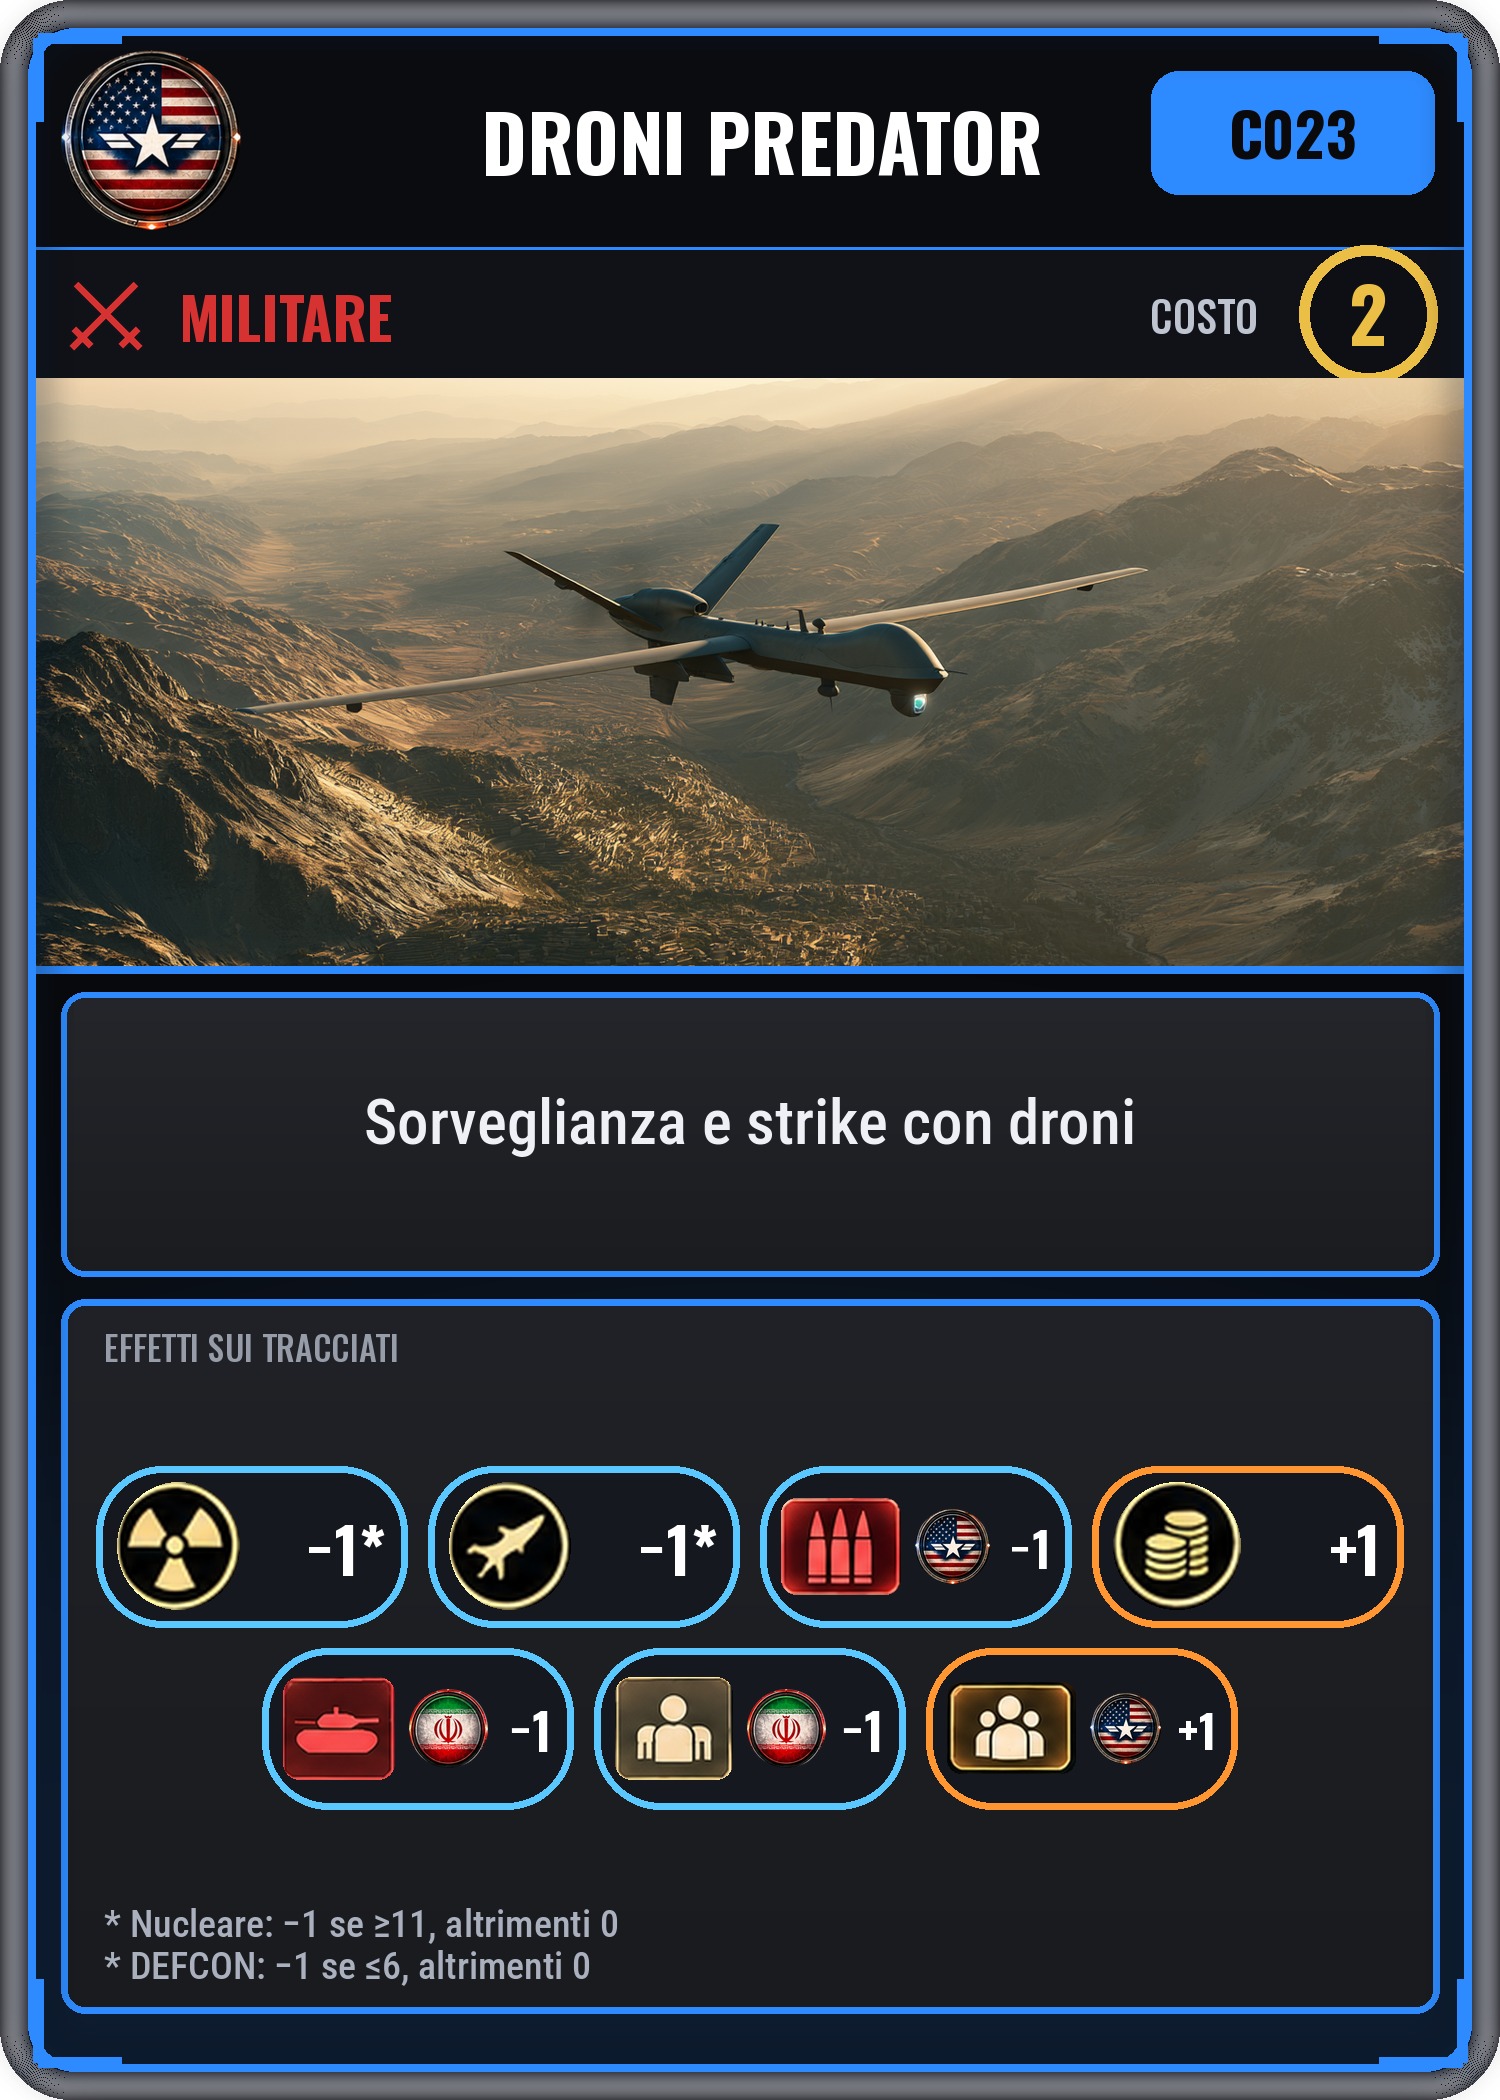 DRONI PREDATOR
C023
MILITARE
COSTO
2
Sorveglianza e strike con droni
EFFETTI SUI TRACCIATI
−1*
−1*
−1
+1
−1
−1
+1
* Nucleare: −1 se ≥11, altrimenti 0
* DEFCON: −1 se ≤6, altrimenti 0